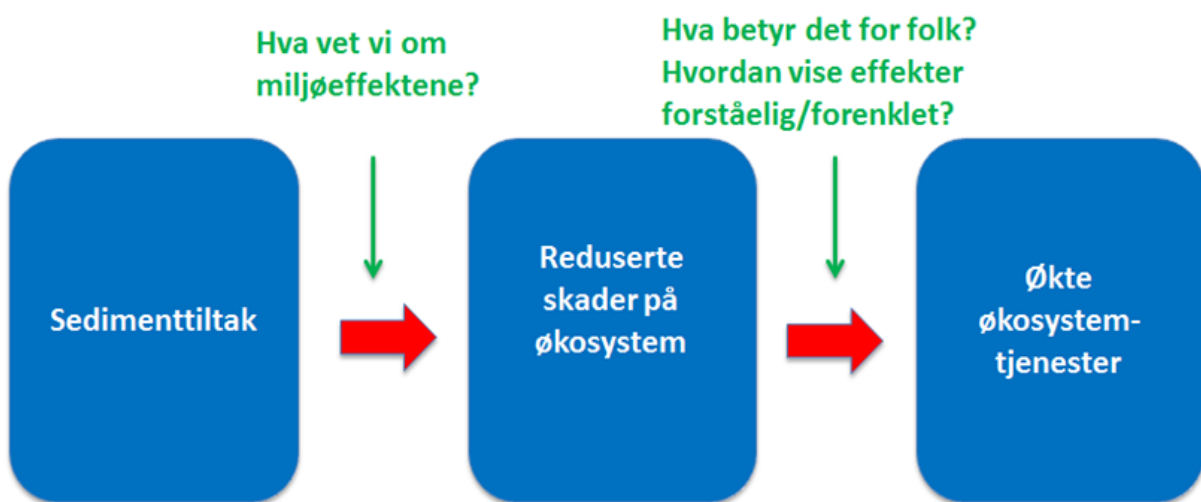 Hva vet vi om
miljøeffektene?
Hva betyr det for folk?
Hvordan vise effekter
forståelig/forenklet?
Sedimenttiltak
Reduserte
skader på
økosystem
Økte
økosystem-
tjenester